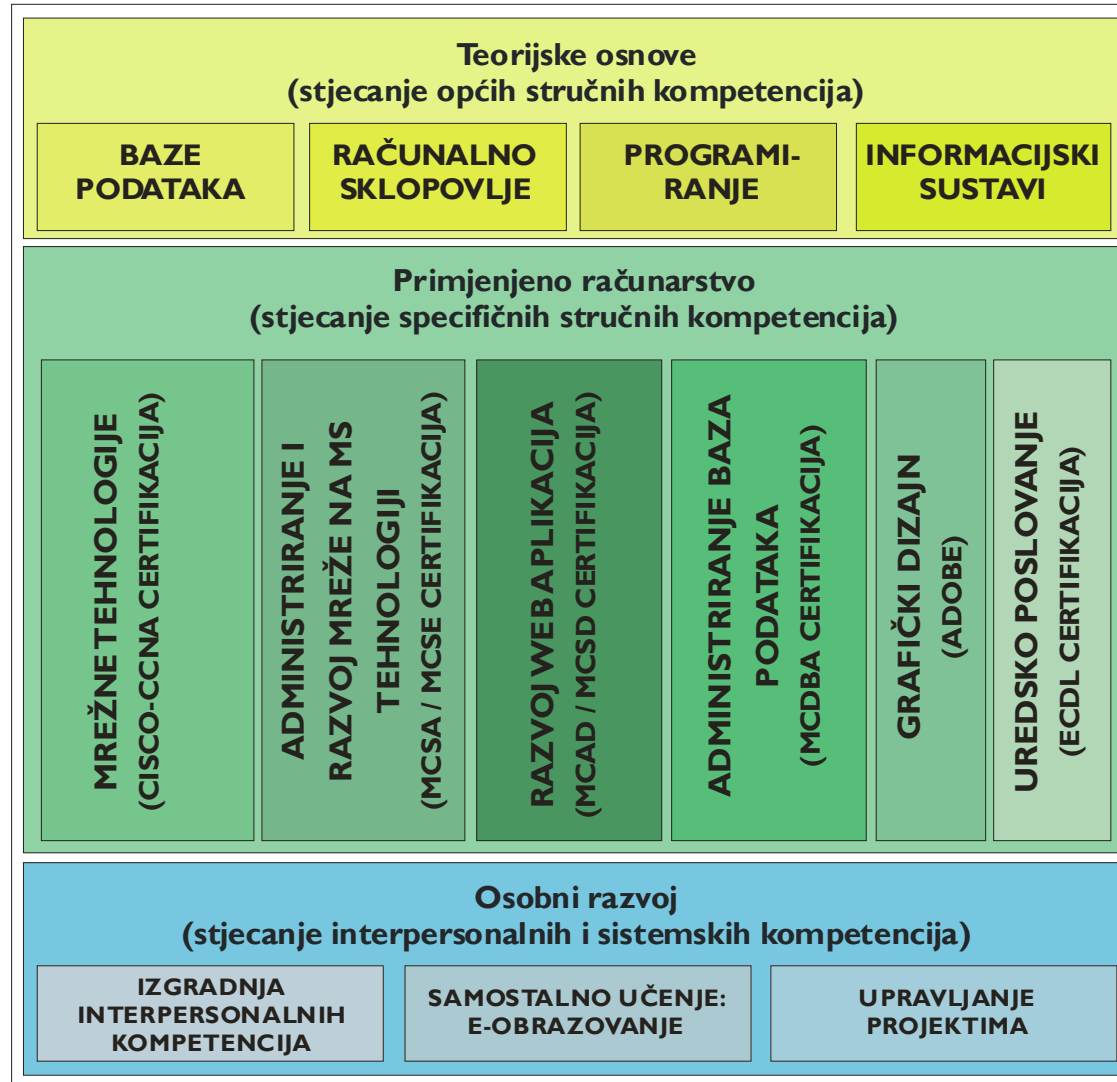 Teorijske osnove
(stjecanje općih stručnih kompetencija)
BAZE
PODATAKA
RAČUNALNO
SKLOPOVLJE
PROGRAMI-
RANJE
INFORMACIJSKI
SUSTAVI
Primjenjeno računarstvo
(stjecanje specifičnih stručnih kompetencija)
MREŽNE TEHNOLOGIJE
(CISCO-CCNA CERTIFIKACIJA)
ADMINISTRIRANJE I
RAZVOJ MREŽE NA MS
TEHNOLOGIJI
(MCSA / MCSE CERTIFIKACIJA)
RAZVOJ WEB APLIKACIJA
(MCAD / MCSD CERTIFIKACIJA)
ADMINISTRIRANJE BAZA
PODATAKA
(MCDBA CERTIFIKACIJA)
GRAFIČKI DIZAJN
(ADOBE)
UREDSKO POSLOVANJE
(ECDL CERTIFIKACIJA)
Osobni razvoj
(stjecanje interpersonalnih i sistemskih kompetencija)
IZGRADNJA
INTERPERSONALNIH
KOMPETENCIJA
SAMOSTALNO UČENJE:
E-OBRAZOVANJE
UPRAVLJANJE
PROJEKTIMA